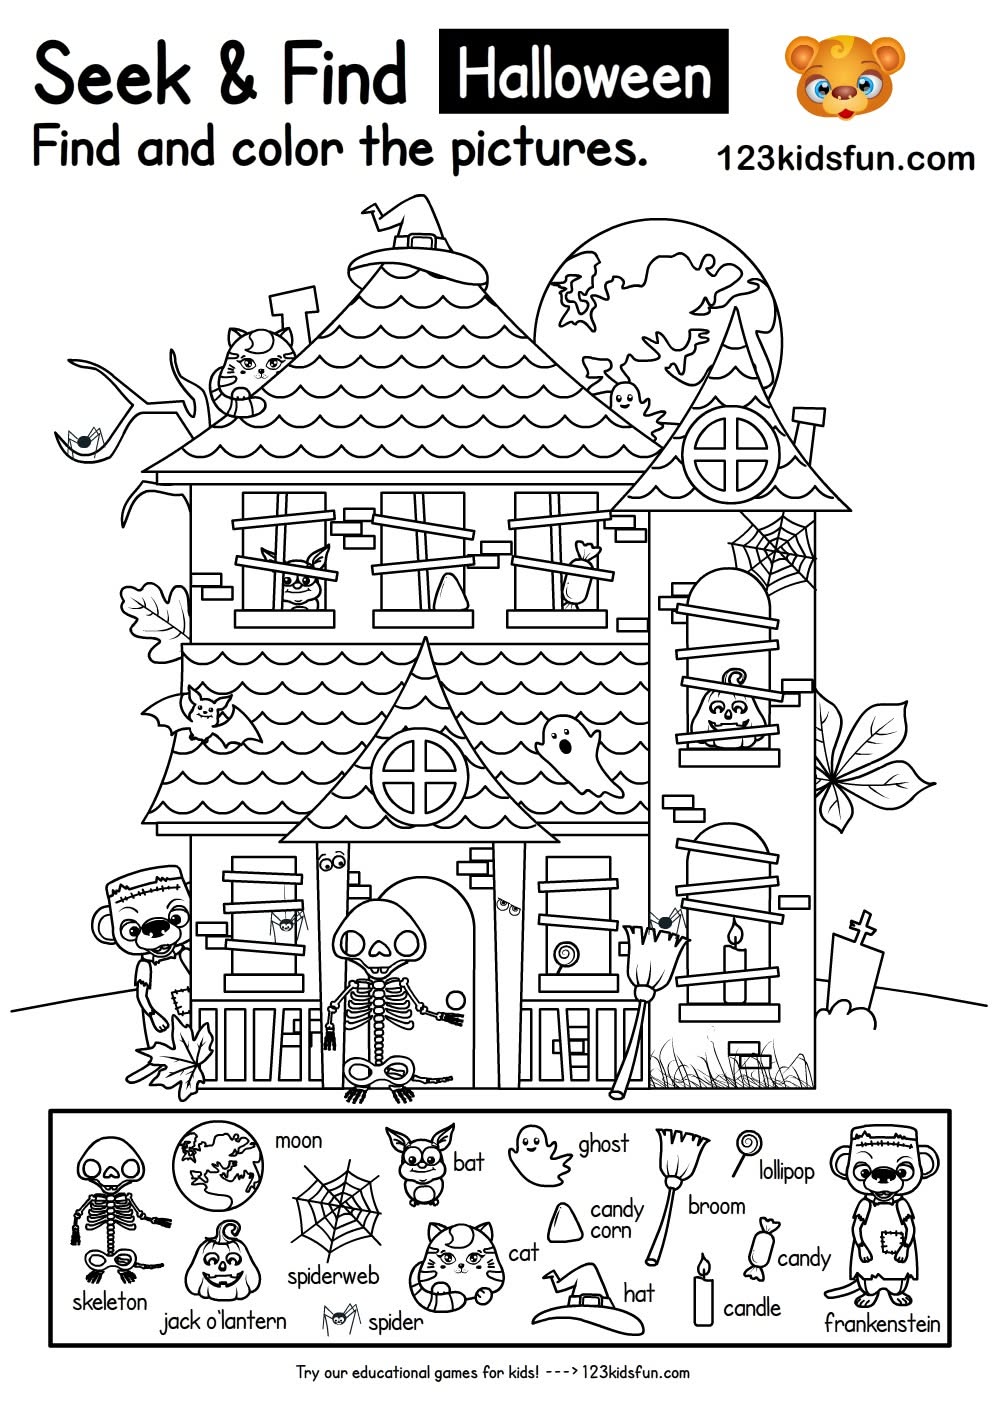 Seek & Find Halloween
Find and color the pictures.
123kidsfun.com
moon
bat
ghost
lollipop
candy
corn
broom
spiderweb
cat
candy
skeleton
jack o'lantern
spider
hat
candle
frankenstein
Try our educational games for kids! ---> 123kidsfun.com